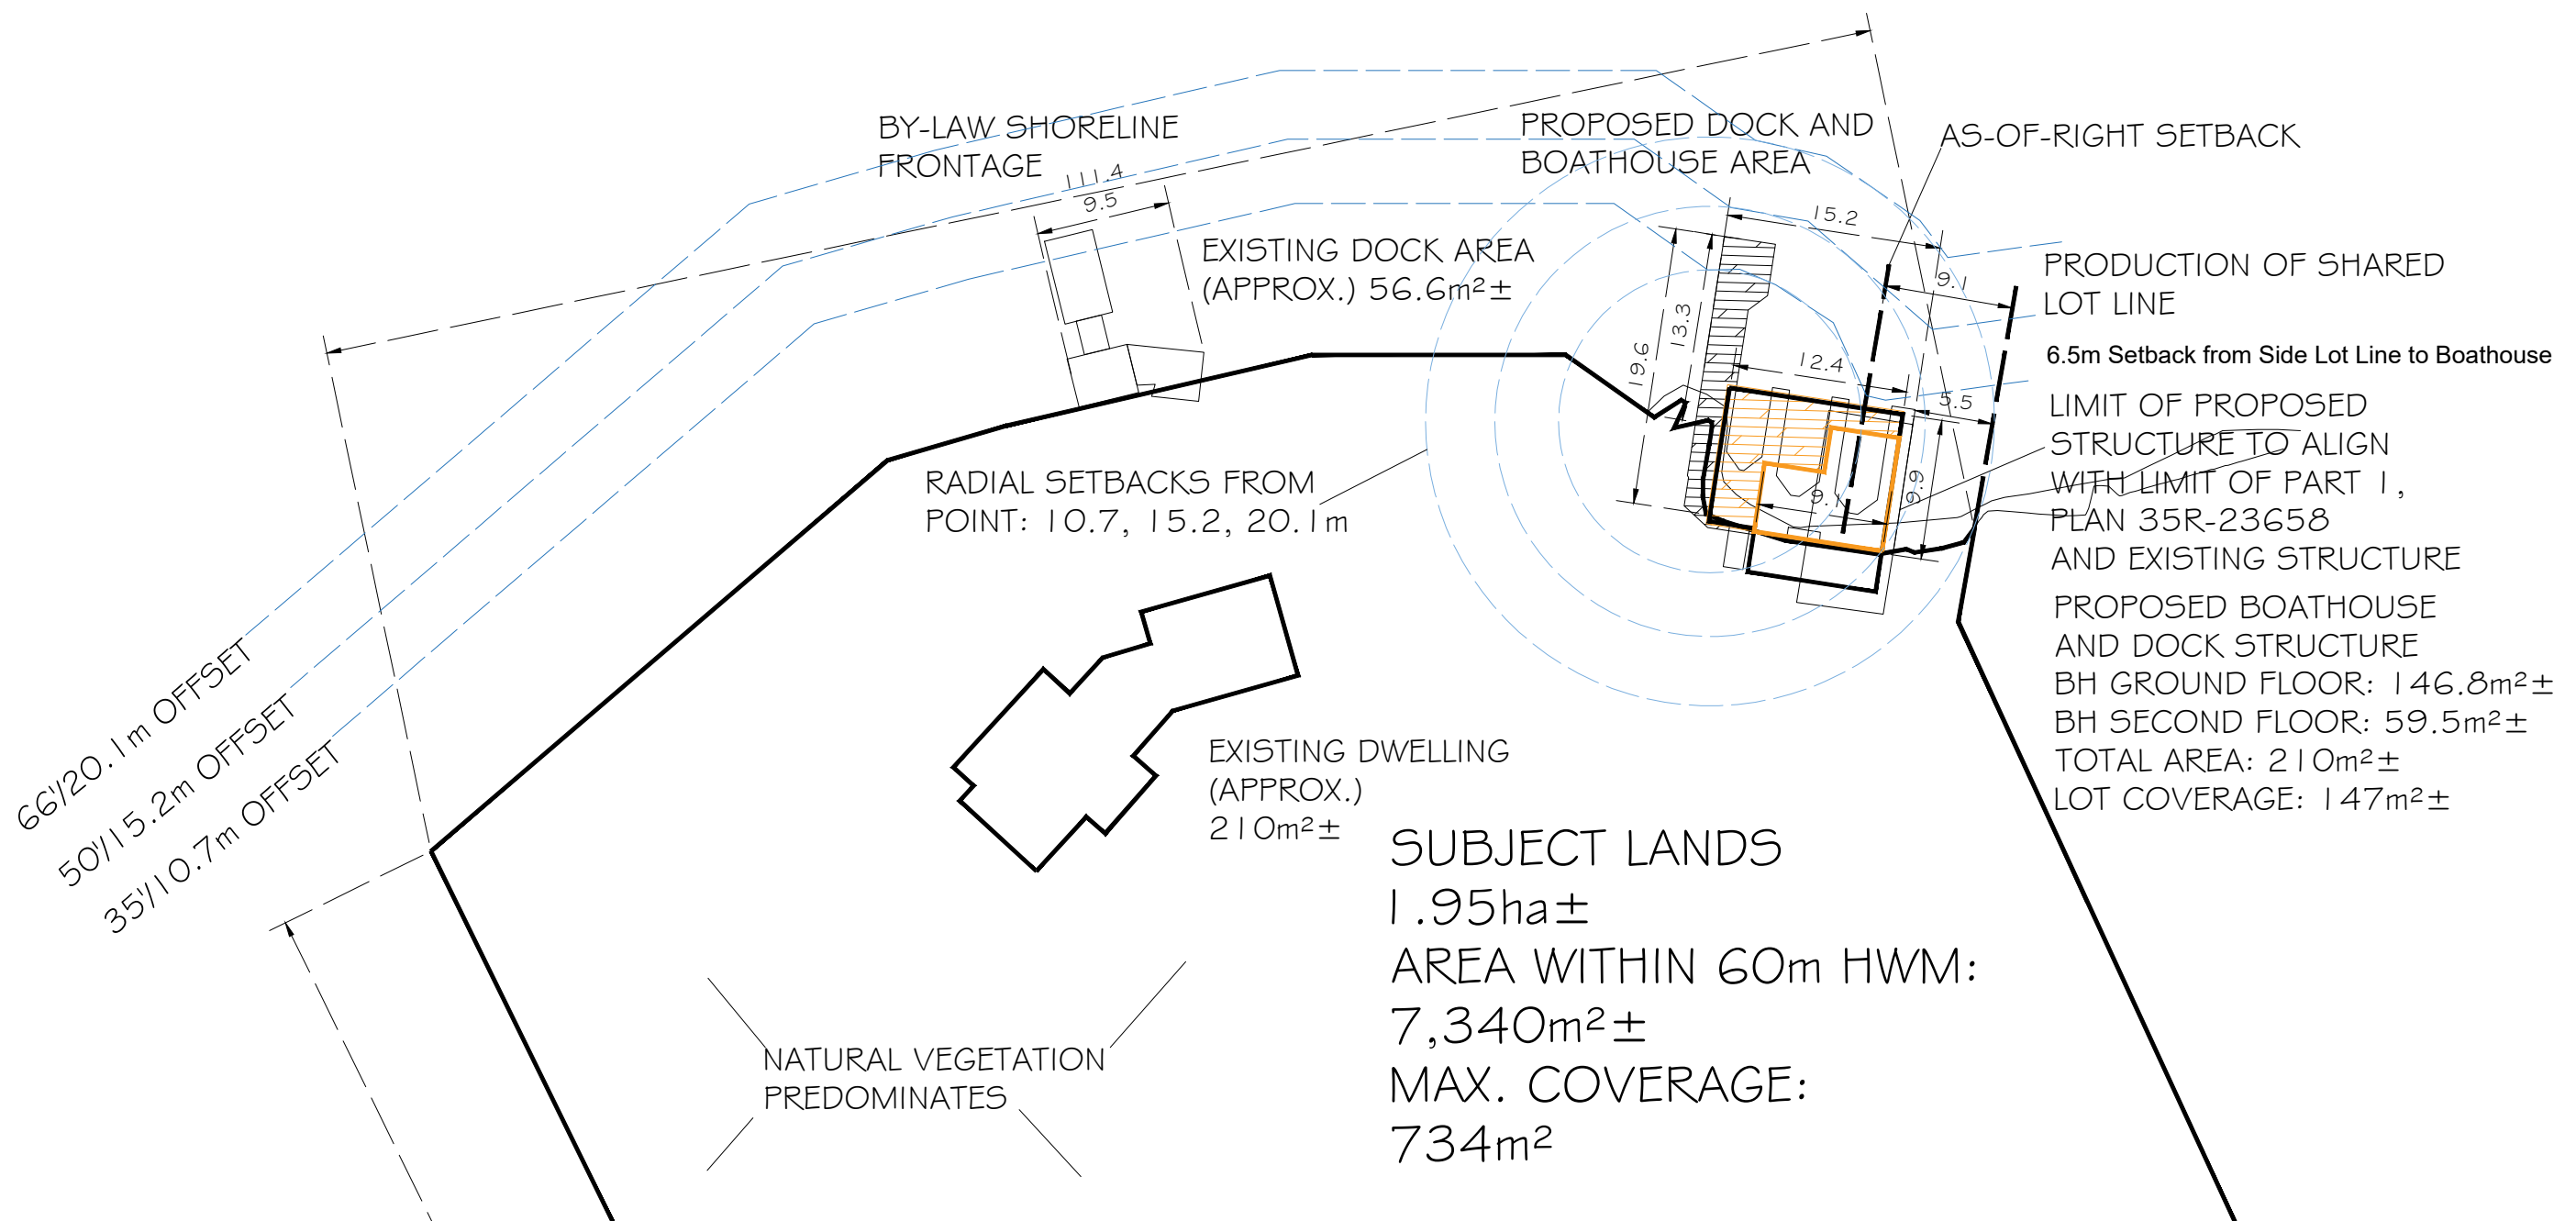 BY-LAW SHORELINE
FRONTAGE
111.4
9.5
EXISTING DOCK AREA
(APPROX.) 56.6m²±
PROPOSED DOCK AND
BOATHOUSE AREA
AS-OF-RIGHT SETBACK
15.2
9.1
PRODUCTION OF SHARED
LOT LINE
6.5m Setback from Side Lot Line to Boathouse
19.6
13.3
12.4
5.5
9.1
9.9
LIMIT OF PROPOSED
STRUCTURE TO ALIGN
WITH LIMIT OF PART 1,
PLAN 35R-23658
AND EXISTING STRUCTURE
RADIAL SETBACKS FROM
POINT: 10.7, 15.2, 20.1m
PROPOSED BOATHOUSE
AND DOCK STRUCTURE
BH GROUND FLOOR: 146.8m²±
BH SECOND FLOOR: 59.5m²±
TOTAL AREA: 210m²±
LOT COVERAGE: 147m²±
66'/20.1m OFFSET
50'/15.2m OFFSET
35'/10.7m OFFSET
EXISTING DWELLING
(APPROX.)
210m²±
SUBJECT LANDS
1.95ha±
AREA WITHIN 60m HWM:
7,340m²±
MAX. COVERAGE:
734m²
NATURAL VEGETATION
PREDOMINATES